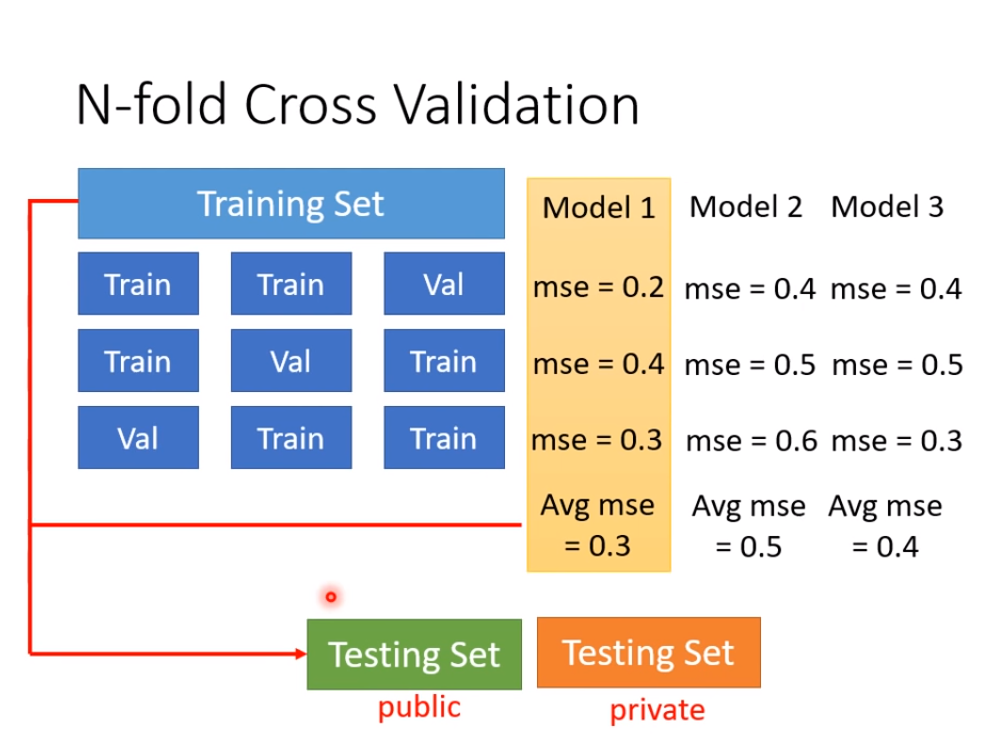 N-fold Cross Validation
Training Set
Model 1 Model 2 Model 3
Train Train Val
mse = 0.2 mse = 0.4 mse = 0.4
Train Val Train
mse = 0.4 mse = 0.5 mse = 0.5
Val Train Train
mse = 0.3 mse = 0.6 mse = 0.3
Avg mse Avg mse Avg mse
= 0.3 = 0.5 = 0.4
Testing Set Testing Set
public private